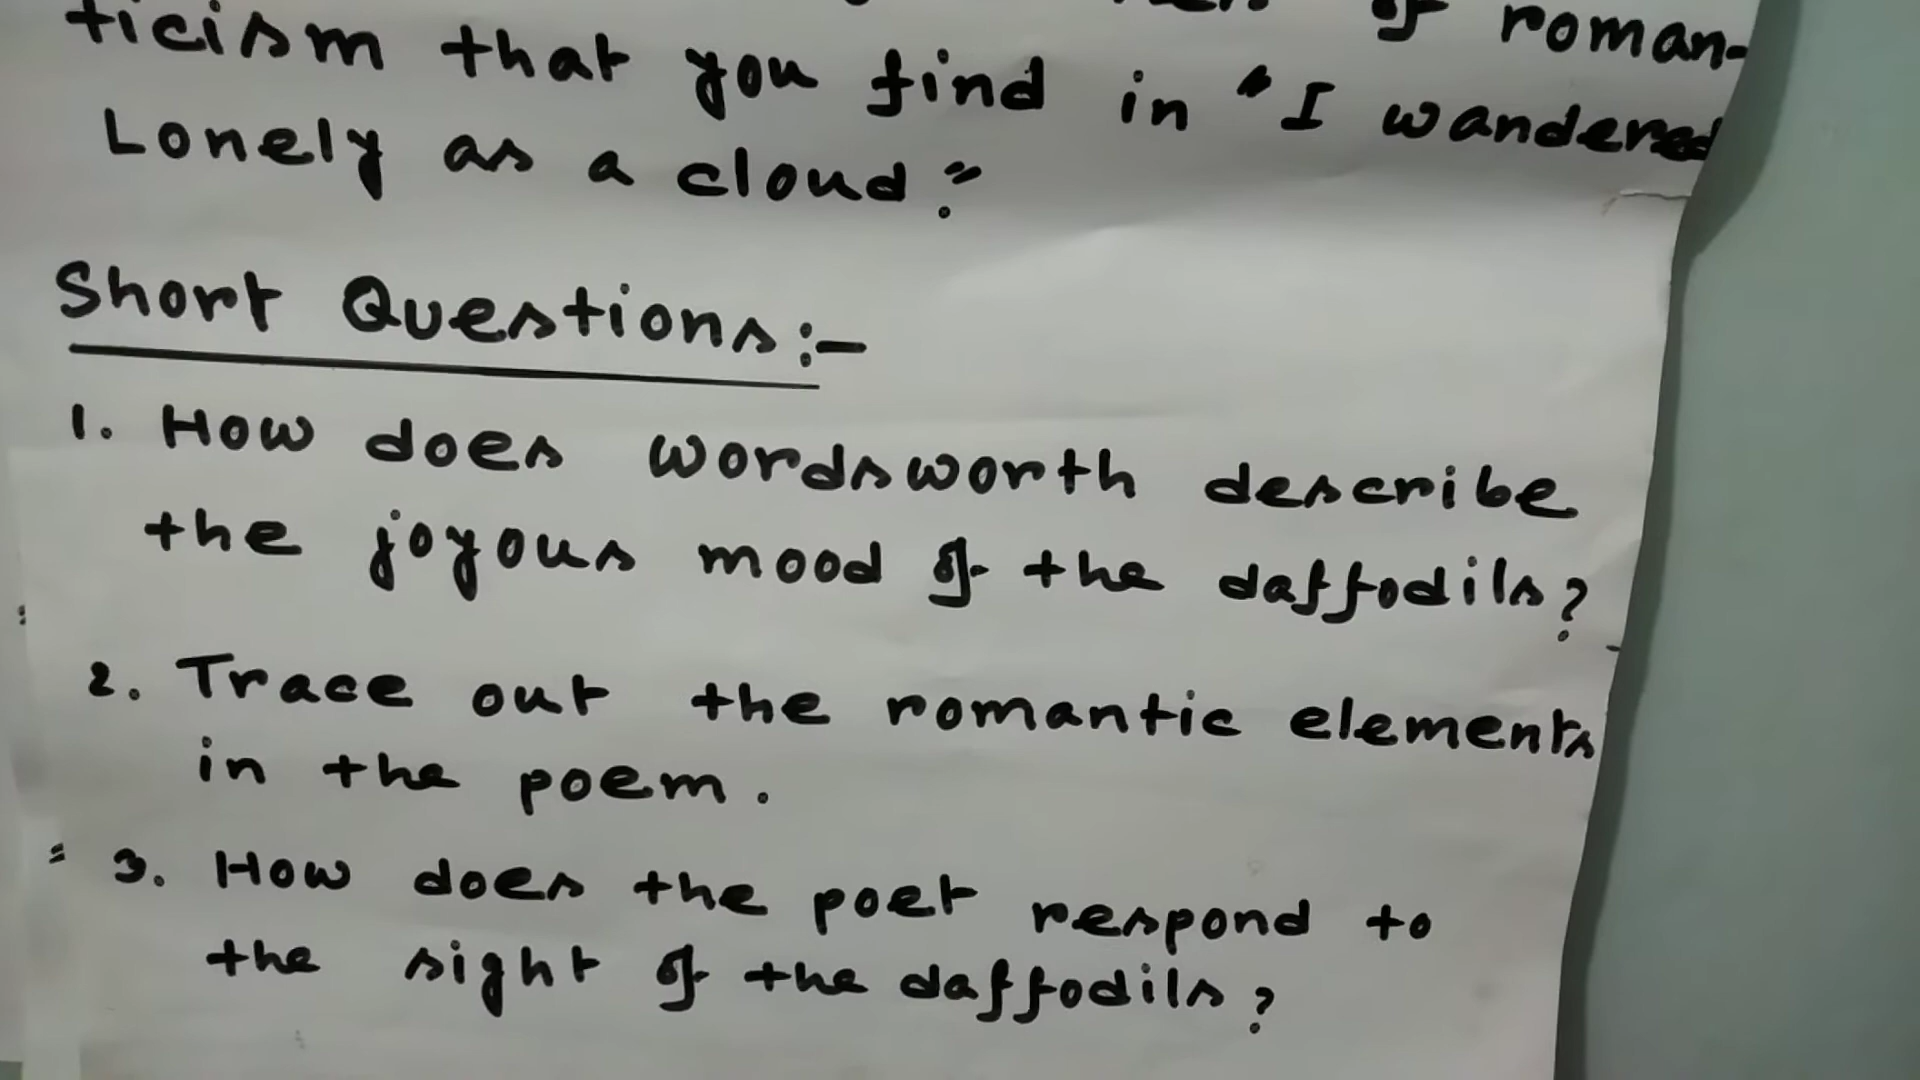 of roman-
ticism that you find in "I wandered
Lonely as a cloud?"
Short Questions:-
1. How does wordsworth describe
the joyous mood of the daffodils?
2. Trace out the romantic elements
in the poem.
3. How does the poet respond to
the sight of the daffodils?